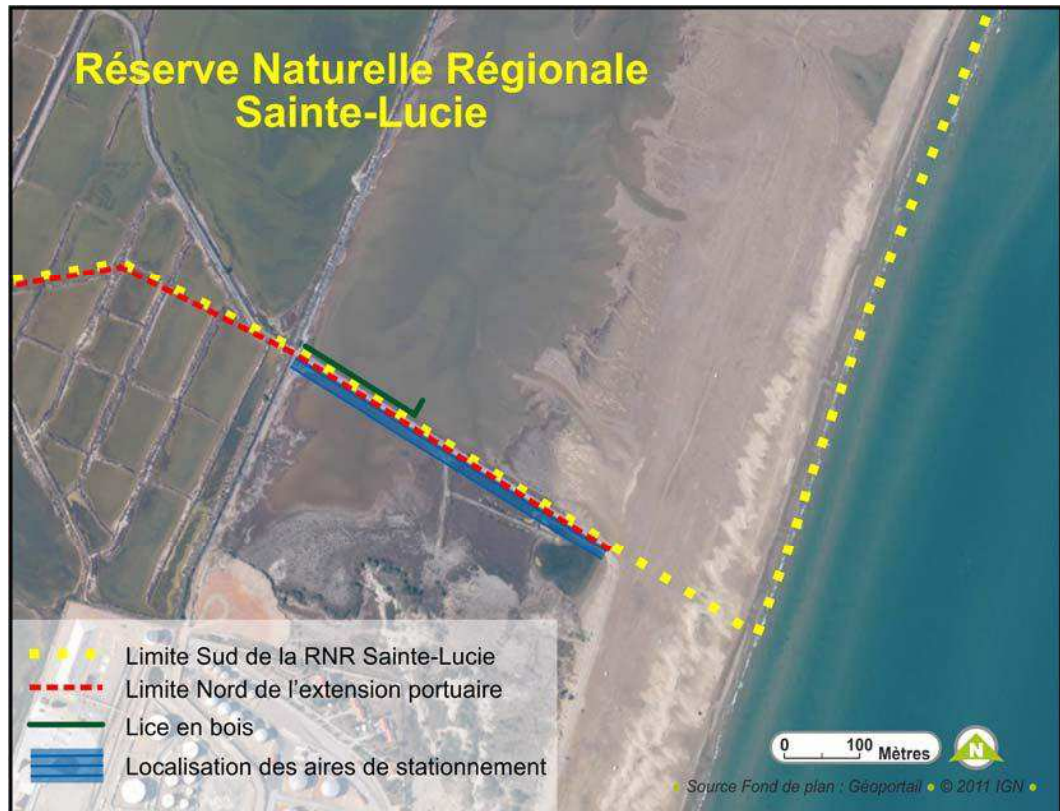 Réserve Naturelle Régionale
Sainte-Lucie
Limite Sud de la RNR Sainte-Lucie
Limite Nord de l'extension portuaire
Lice en bois
Localisation des aires de stationnement
0 100 Mètres
N
Source Fond de plan : Géoportail • © 2011 IGN •